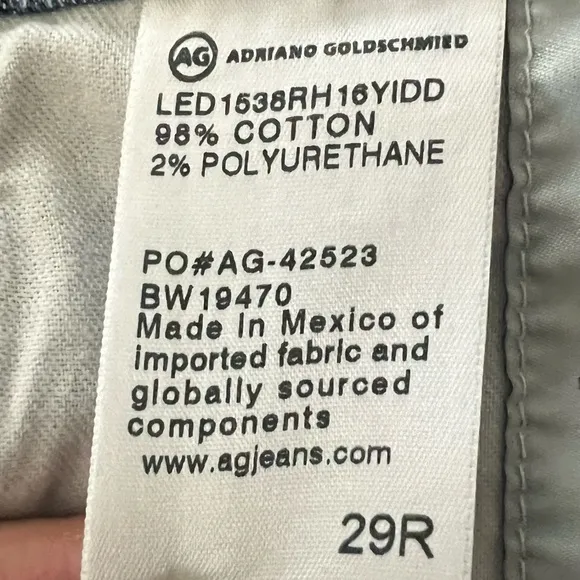 AG ADRIANO GOLDSCHMIED
LED1538RH16YIDD
98% COTTON
2% POLYURETHANE
PO#AG-42523
BW19470
Made In Mexico of
imported fabric and
globally sourced
components
www.agjeans.com
29R